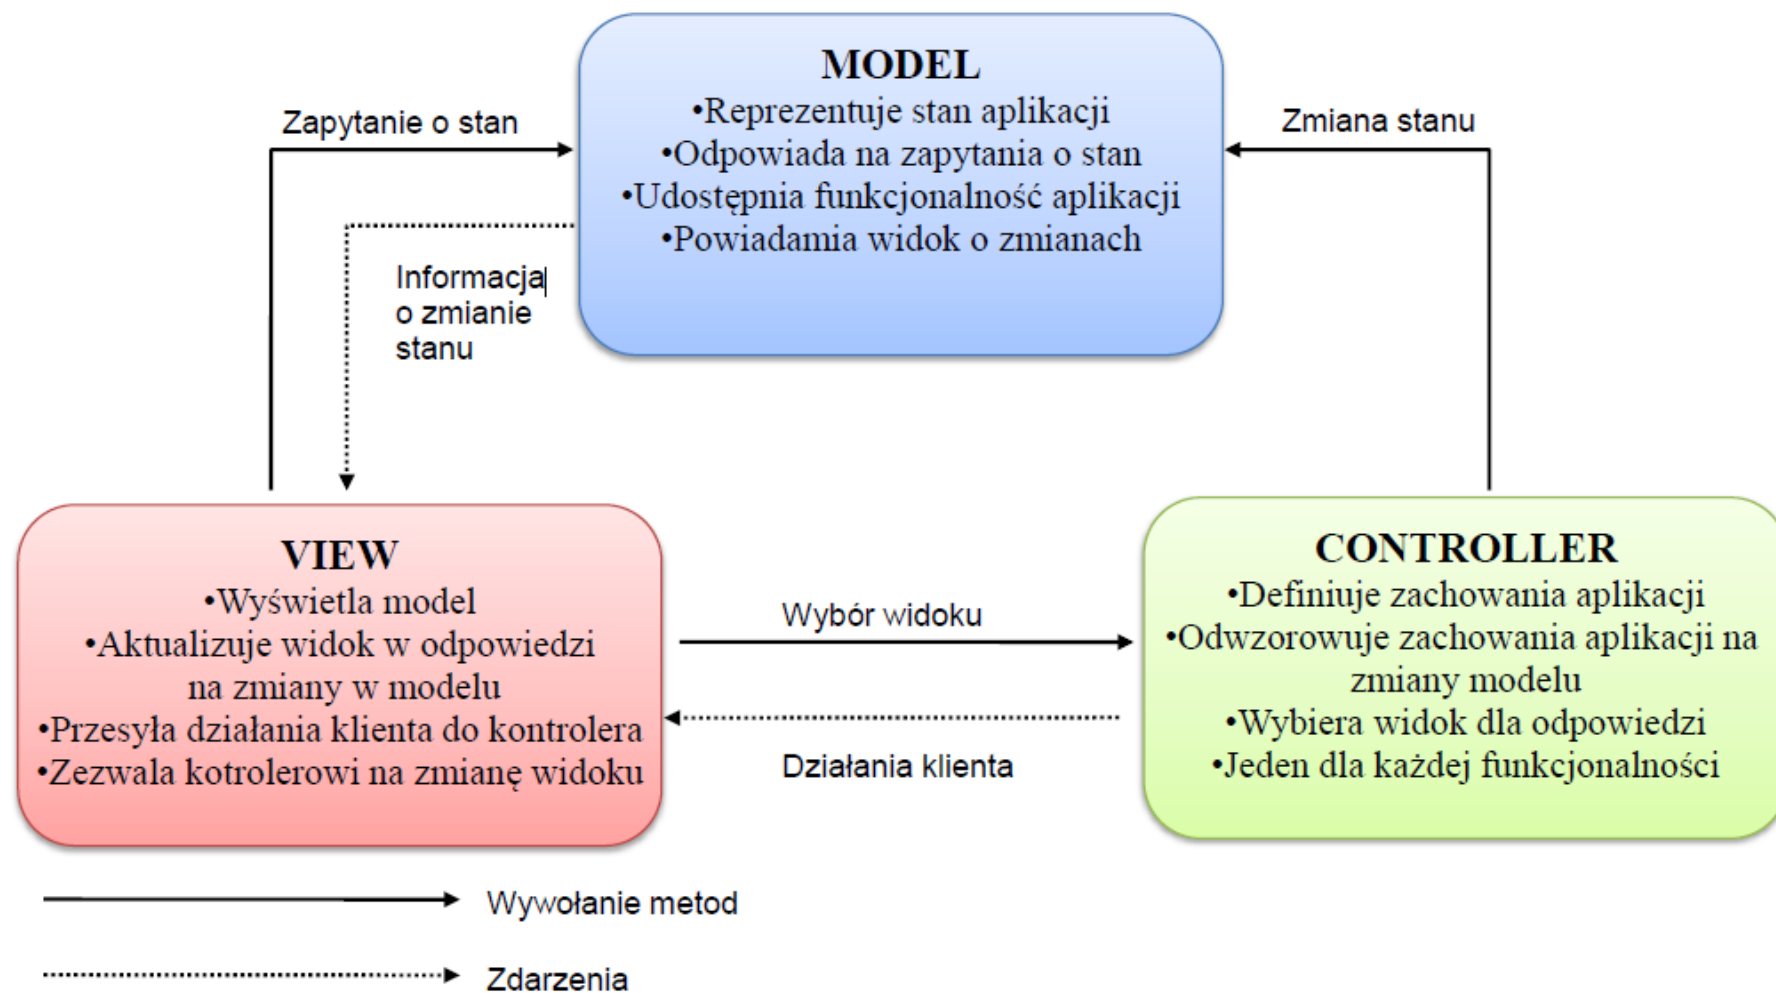 MODEL
•Reprezentuje stan aplikacji
•Odpowiada na zapytania o stan
•Udostępnia funkcjonalność aplikacji
•Powiadamia widok o zmianach
Zapytanie o stan
Zmiana stanu
Informacja
o zmianie
stanu
VIEW
•Wyświetla model
•Aktualizuje widok w odpowiedzi
na zmiany w modelu
•Przesyła działania klienta do kontrolera
•Zezwala kotrolerowi na zmianę widoku
Wybór widoku
Działania klienta
CONTROLLER
•Definiuje zachowania aplikacji
•Odwzorowuje zachowania aplikacji na
zmiany modelu
•Wybiera widok dla odpowiedzi
•Jeden dla każdej funkcjonalności
Wywołanie metod
Zdarzenia